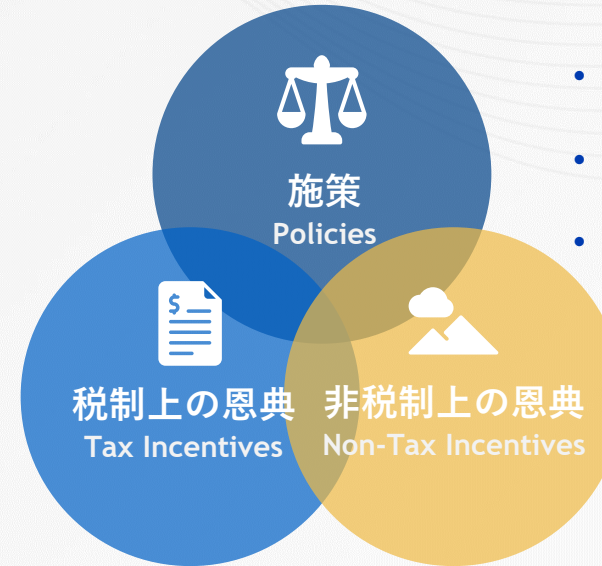 施策
Policies
税制上の恩典
Tax Incentives
非税制上の恩典
Non-Tax Incentives